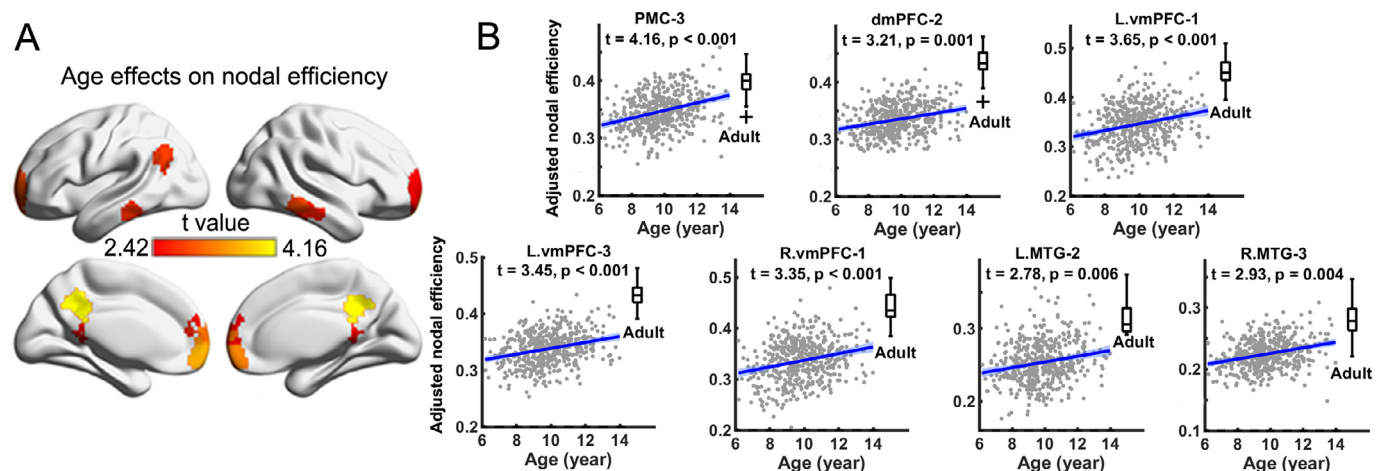 A
Age effects on nodal efficiency
t value
2.42
4.16
B
Adjusted nodal efficiency
PMC-3
t = 4.16, p < 0.001
Adult
0.4
0.3
0.2
6 8 10 12 14
Age (year)
dmPFC-2
t = 3.21, p = 0.001
Adult
0.4
0.3
0.2
6 8 10 12 14
Age (year)
L.vmPFC-1
t = 3.65, p < 0.001
Adult
0.5
0.4
0.3
0.2
6 8 10 12 14
Age (year)
Adjusted nodal efficiency
L.vmPFC-3
t = 3.45, p < 0.001
Adult
0.5
0.4
0.3
0.2
6 8 10 12 14
Age (year)
R.vmPFC-1
t = 3.35, p < 0.001
Adult
0.5
0.4
0.3
0.2
6 8 10 12 14
Age (year)
L.MTG-2
t = 2.78, p = 0.006
Adult
0.3
0.2
6 8 10 12 14
Age (year)
R.MTG-3
t = 2.93, p = 0.004
Adult
0.3
0.2
0.1
6 8 10 12 14
Age (year)